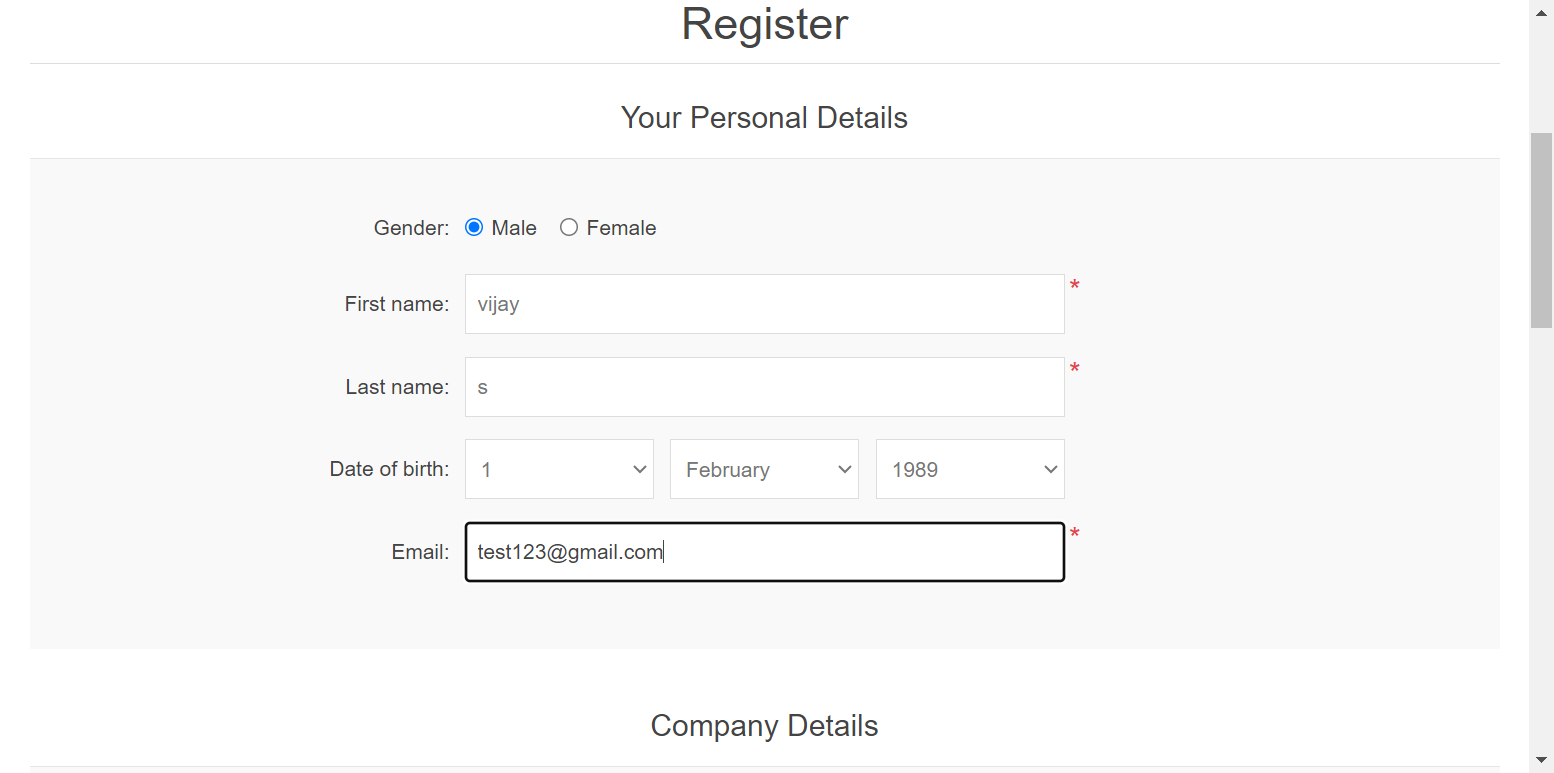 Register
Your Personal Details
Gender: Male Female
First name: vijay *
Last name: s *
Date of birth: 1 February 1989
Email: test123@gmail.com *
Company Details